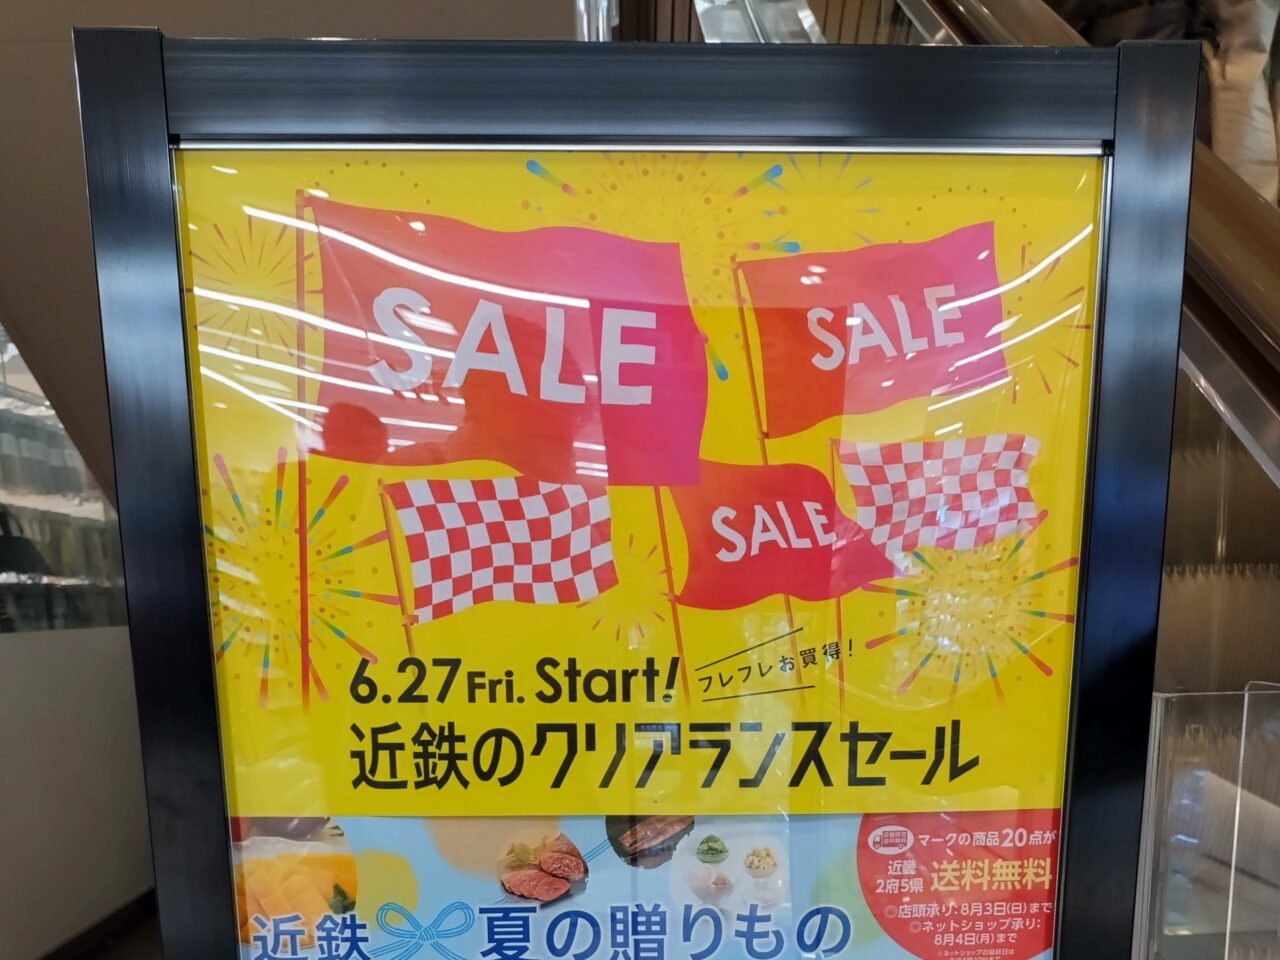 SALE
SALE
SALE
6.27 Fri. Start!
フレフレお買得!
近鉄のクリアランスセール
マークの商品20点が
近畿
2府5県
送料無料
◎店頭承り:8月3日(日)まで
◎ネットショップ承り:
8月4日(月)まで
近鉄 夏の贈りもの